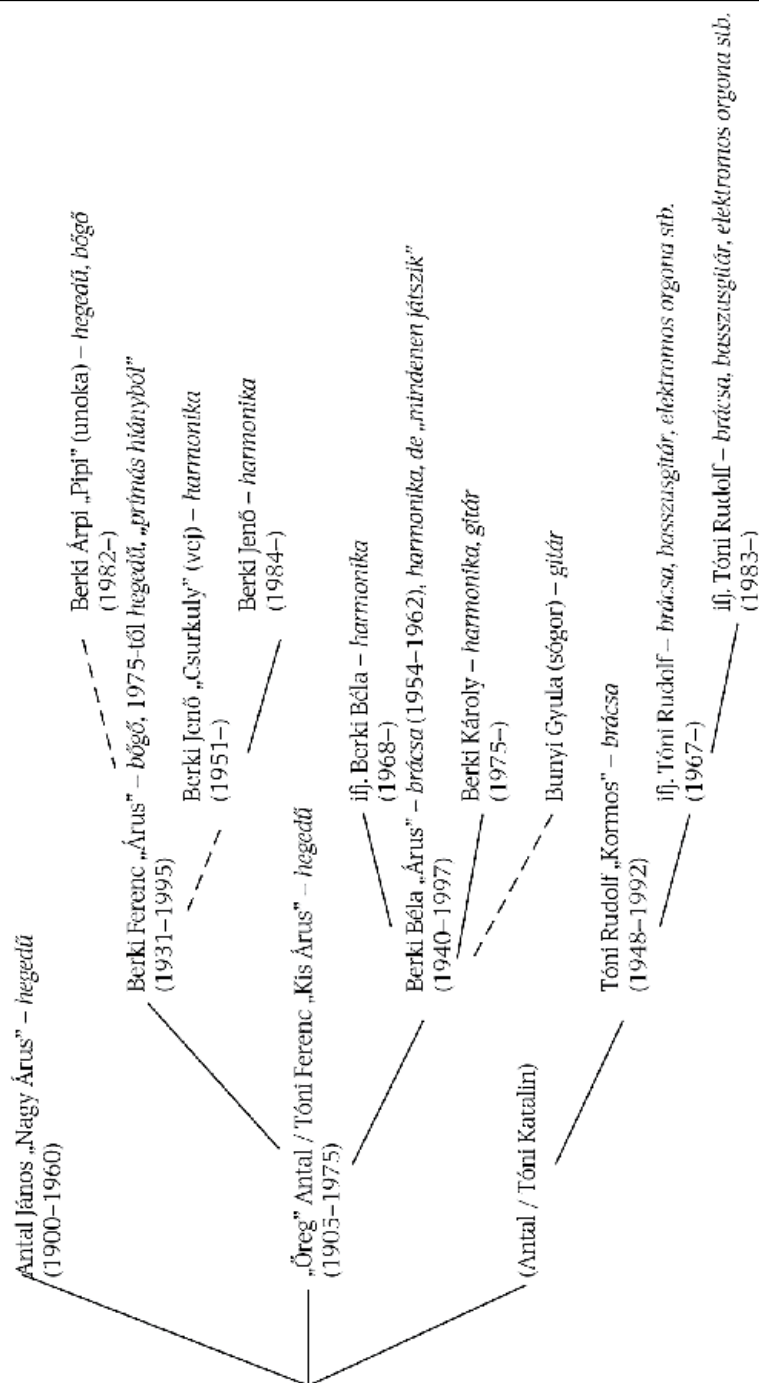 Antal János „Nagy Árus” – hegedű
(1900–1960)
Berki Árpi „Pipi” (unoka) – hegedű, bőgő
(1982–)
Berki Ferenc „Árus” – bőgő, 1975-től hegedű, „prímás hiányból”
(1931–1995)
Berki Jenő „Csurkuly” (vej) – harmonika
(1951–)
Berki Jenő – harmonika
(1984–)
„Öreg” Antal / Tóni Ferenc „Kis Árus” – hegedű
(1905–1975)
ifj. Berki Béla – harmonika
(1968–)
Berki Béla „Árus” – brácsa (1954–1962), harmonika, de „mindenen játszik”
(1940–1997)
Berki Károly – harmonika, gitár
(1975–)
Bunyi Gyula (sógor) – gitár
(Antal / Tóni Katalin)
Tóni Rudolf „Kormos” – brácsa
(1948–1992)
ifj. Tóni Rudolf – brácsa, basszusgitár, elektromos orgona stb.
(1967–)
ifj. Tóni Rudolf – brácsa, basszusgitár, elektromos orgona stb.
(1983–)